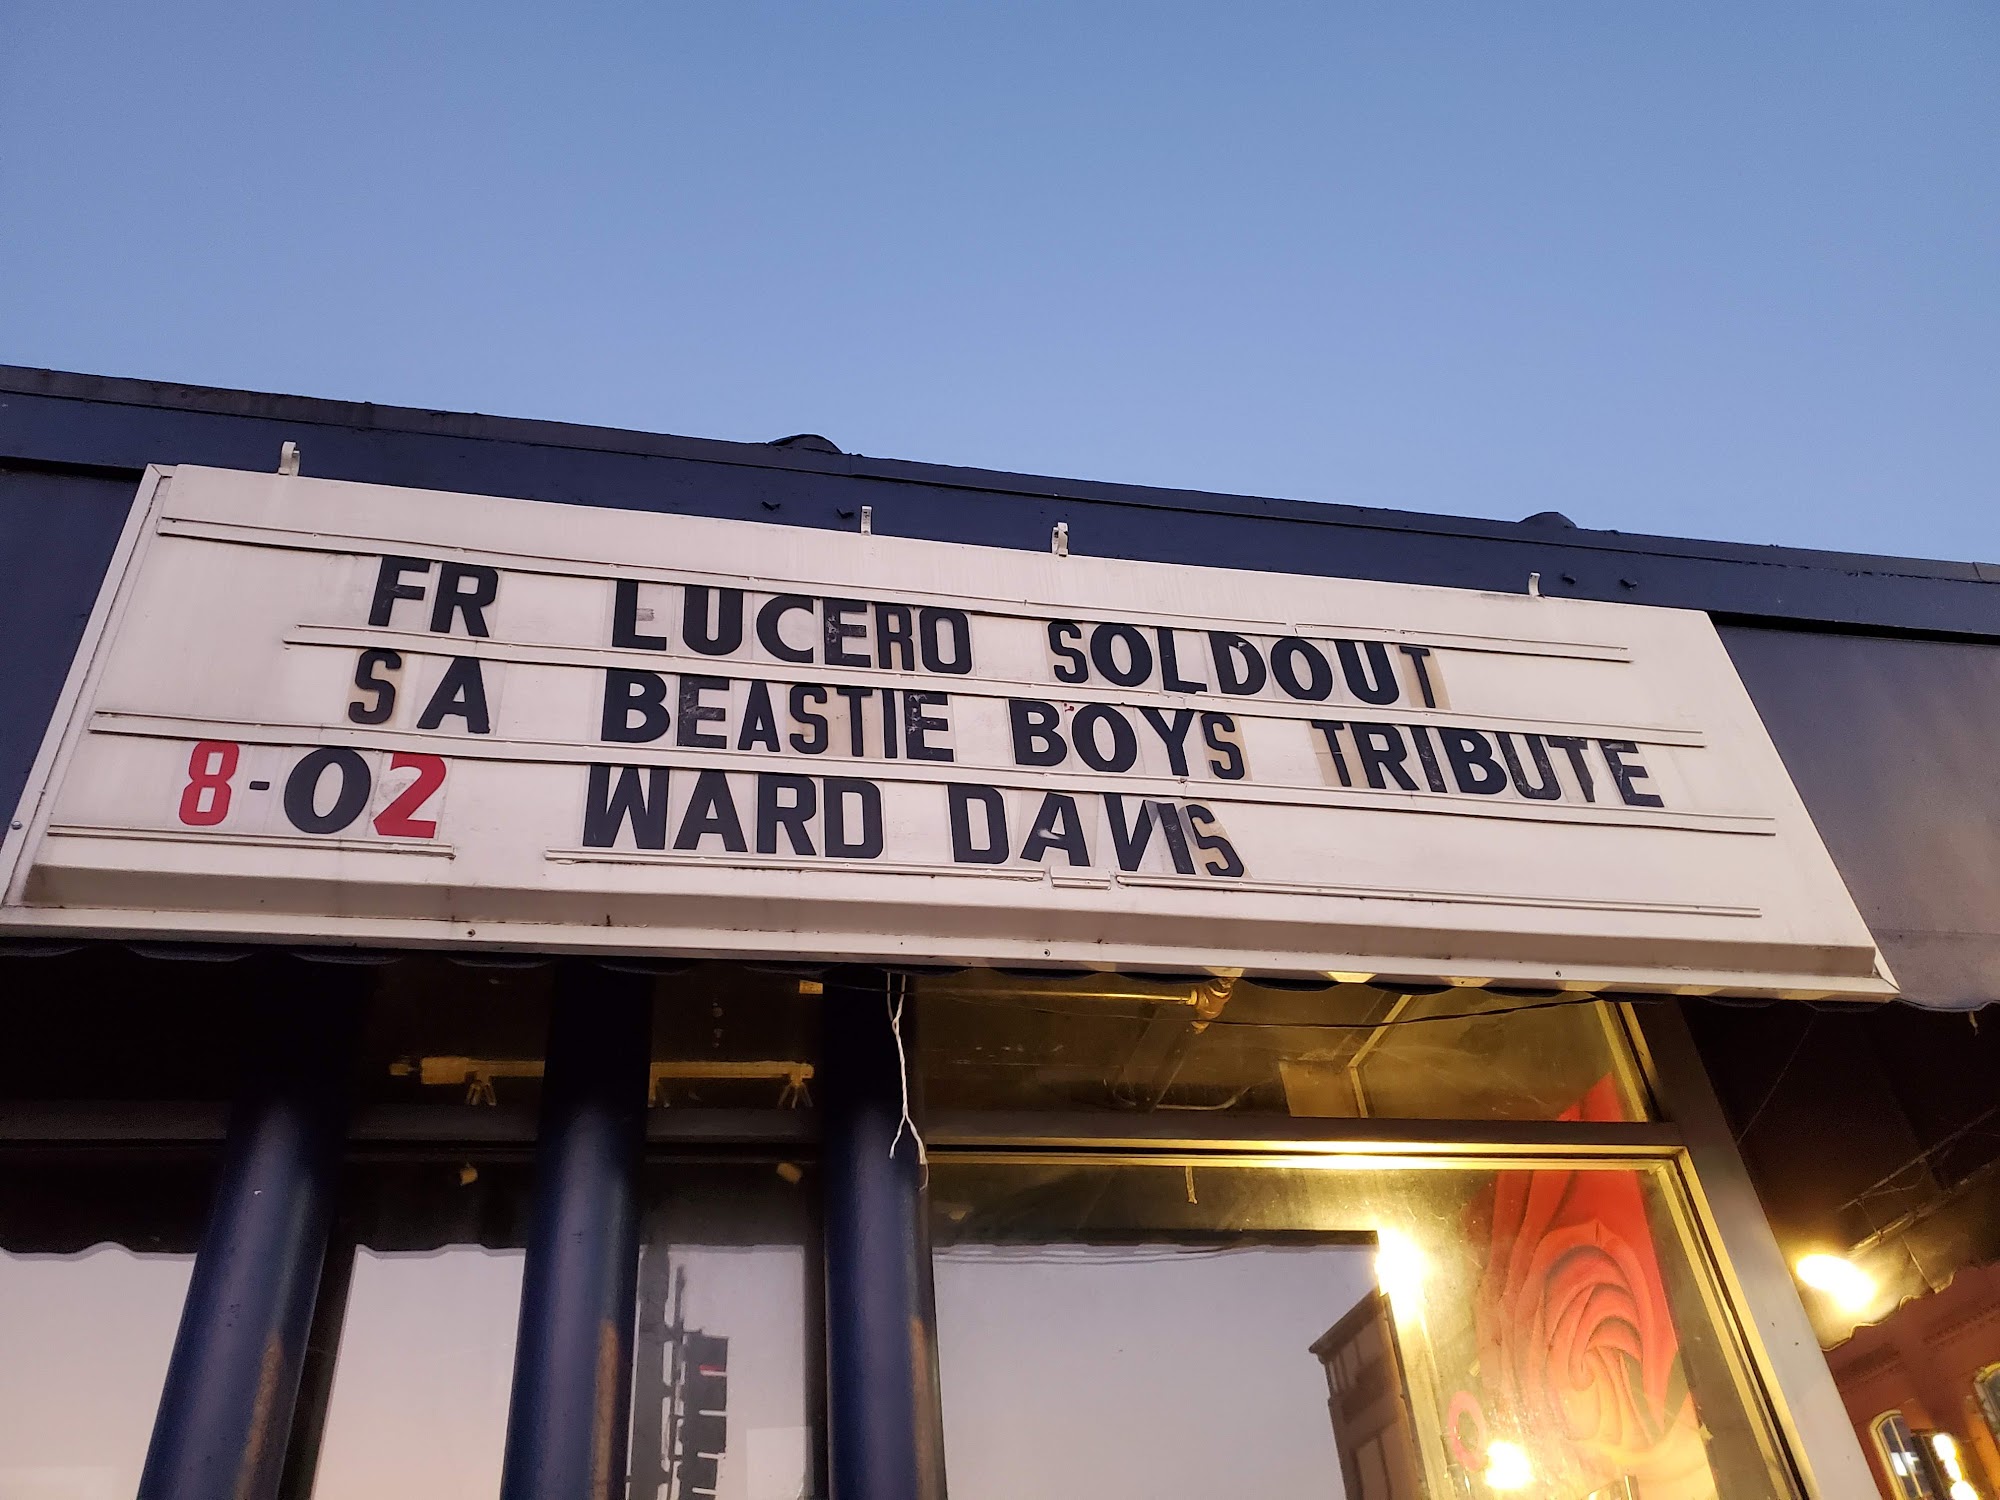 FR LUCERO SOLDOUT
SA BEASTIE BOYS TRIBUTE
8-02 WARD DAVIS